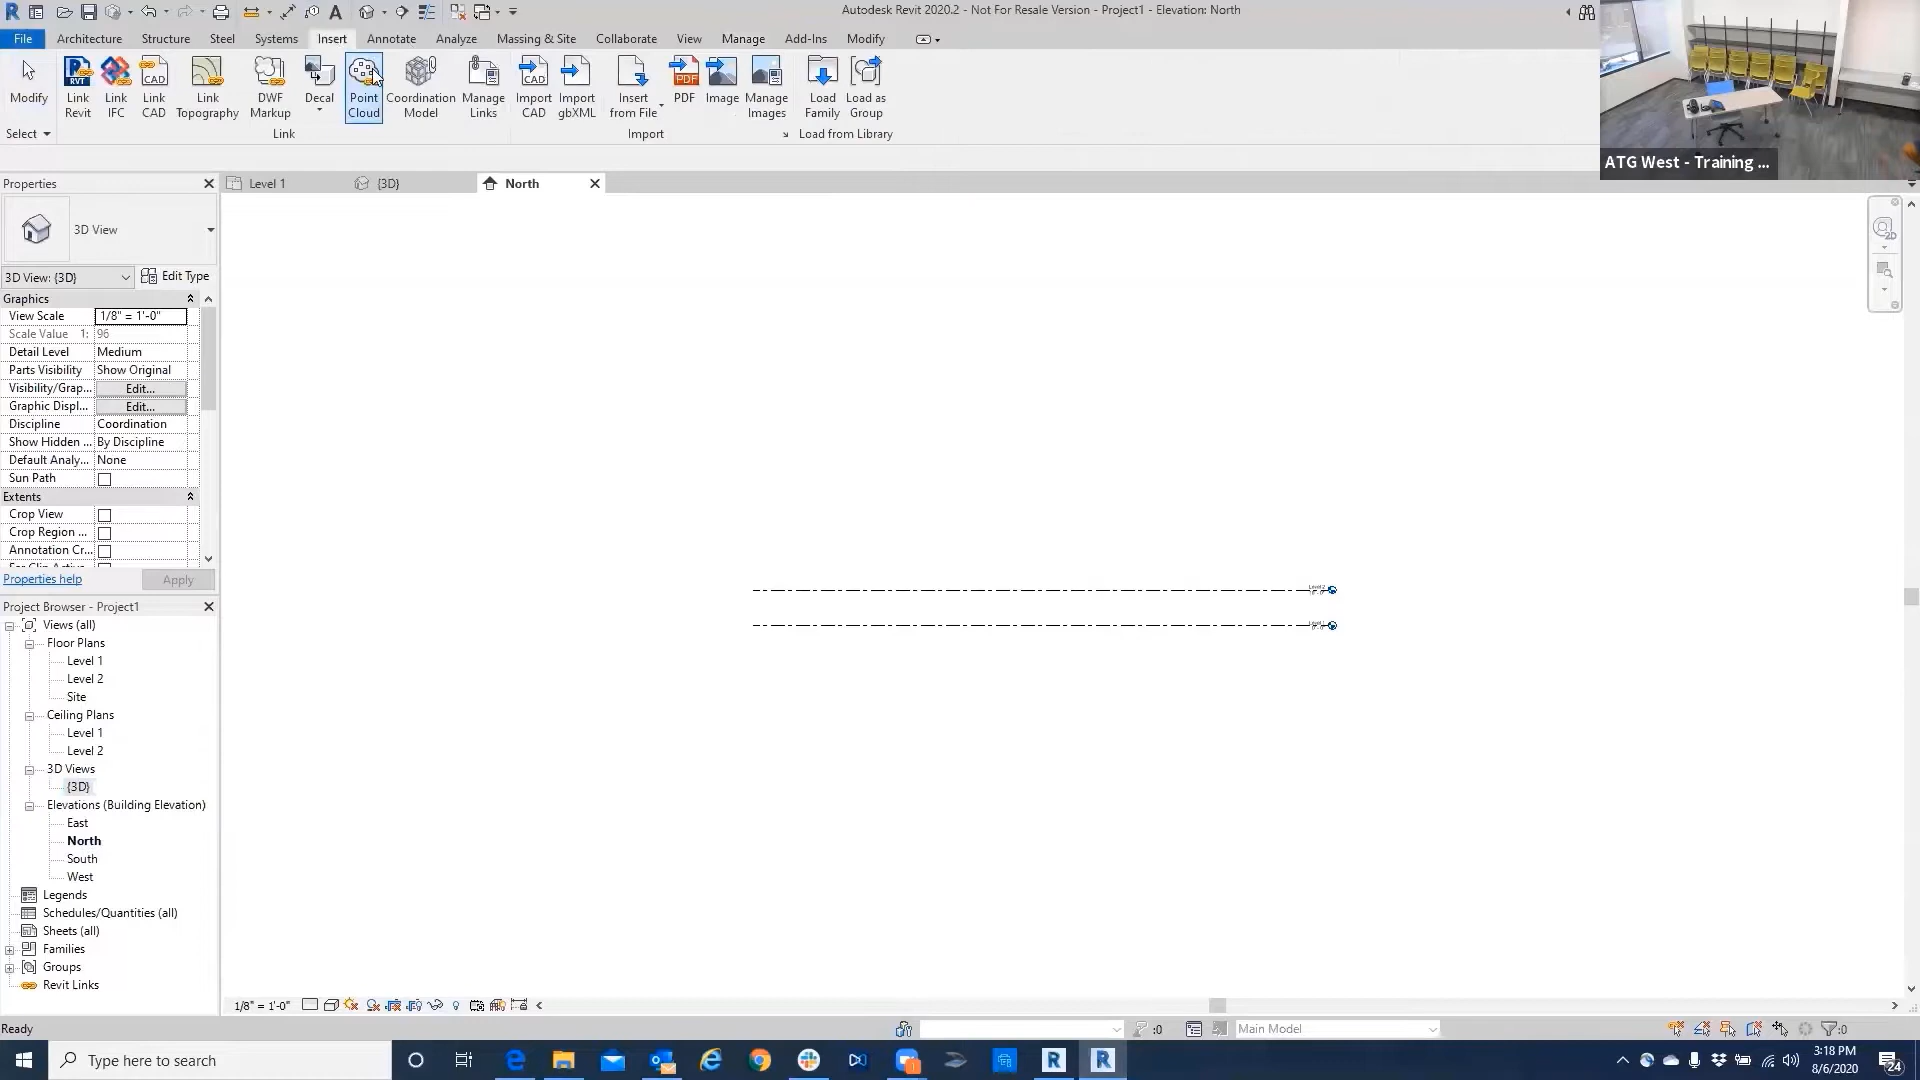 Autodesk Revit 2020.2 - Not For Resale Version - Project1 - Elevation: North
File Architecture Structure Steel Systems Insert Annotate Analyze Massing & Site Collaborate View Manage Add-Ins Modify
Modify
Link Revit
Link IFC
Link CAD
Link Topography
DWF Markup
Decal
Point Cloud
Coordination Model
Manage Links
Import CAD
Import gbXML
Insert from File
PDF
Image
Manage Images
Load Family
Load as Group
Select
Link
Import
Load from Library
ATG West - Training ...
Properties
Level 1
{3D}
North
3D View
3D View: {3D}
Edit Type
Graphics
View Scale 1/8" = 1'-0"
Scale Value 1: 96
Detail Level Medium
Parts Visibility Show Original
Visibility/Grap... Edit...
Graphic Displ... Edit...
Discipline Coordination
Show Hidden ... By Discipline
Default Analy... None
Sun Path
Extents
Crop View
Crop Region ...
Annotation Cr...
Properties help
Apply
Project Browser - Project1
Views (all)
Floor Plans
Level 1
Level 2
Site
Ceiling Plans
Level 1
Level 2
3D Views
{3D}
Elevations (Building Elevation)
East
North
South
West
Legends
Schedules/Quantities (all)
Sheets (all)
Families
Groups
Revit Links
1/8" = 1'-0"
Ready
:0
Main Model
:0
Type here to search
3:18 PM
8/6/2020
24